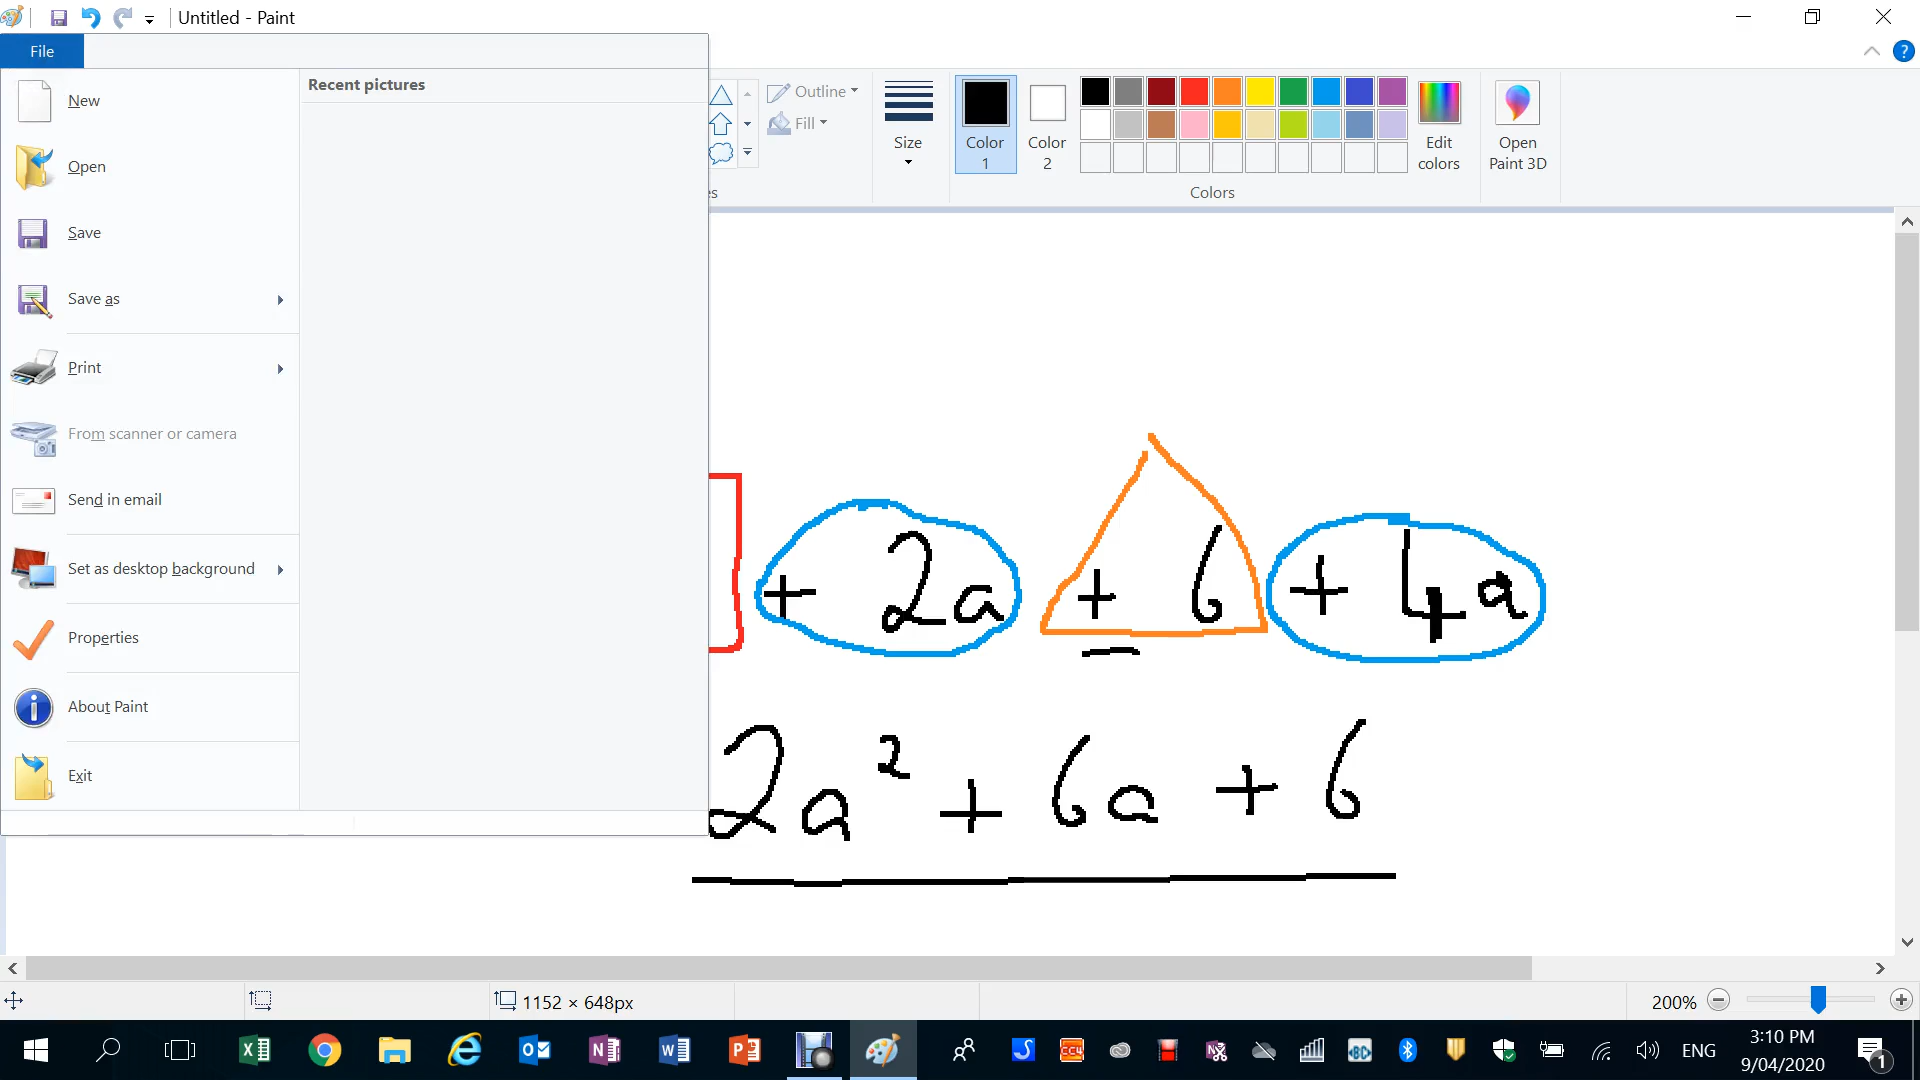 Untitled - Paint
File
New
Open
Save
Save as
Print
From scanner or camera
Send in email
Set as desktop background
Properties
About Paint
Exit
Recent pictures
Outline
Fill
Size
Color 1
Color 2
Edit colors
Open Paint 3D
es
Colors
+ 2a + 6 + 4a
2a² + 6a + 6
1152 × 648px
200%
ENG
3:10 PM
9/04/2020
1